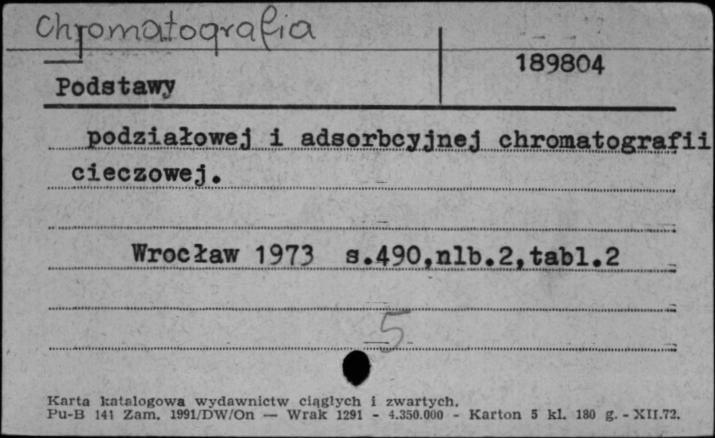 Chromatografia
189804
Podstawy
podziałowej i adsorbcyjnej chromatografii
cieczowej.
Wrocław 1973 s.490,nlb.2,tabl.2
5
Karta katalogowa wydawnictw ciągłych i zwartych.
Pu-B 141 Zam. 1991/DW/On — Wrak 1291 - 4.350.000 - Karton 5 kl. 180 g. - XII.72.